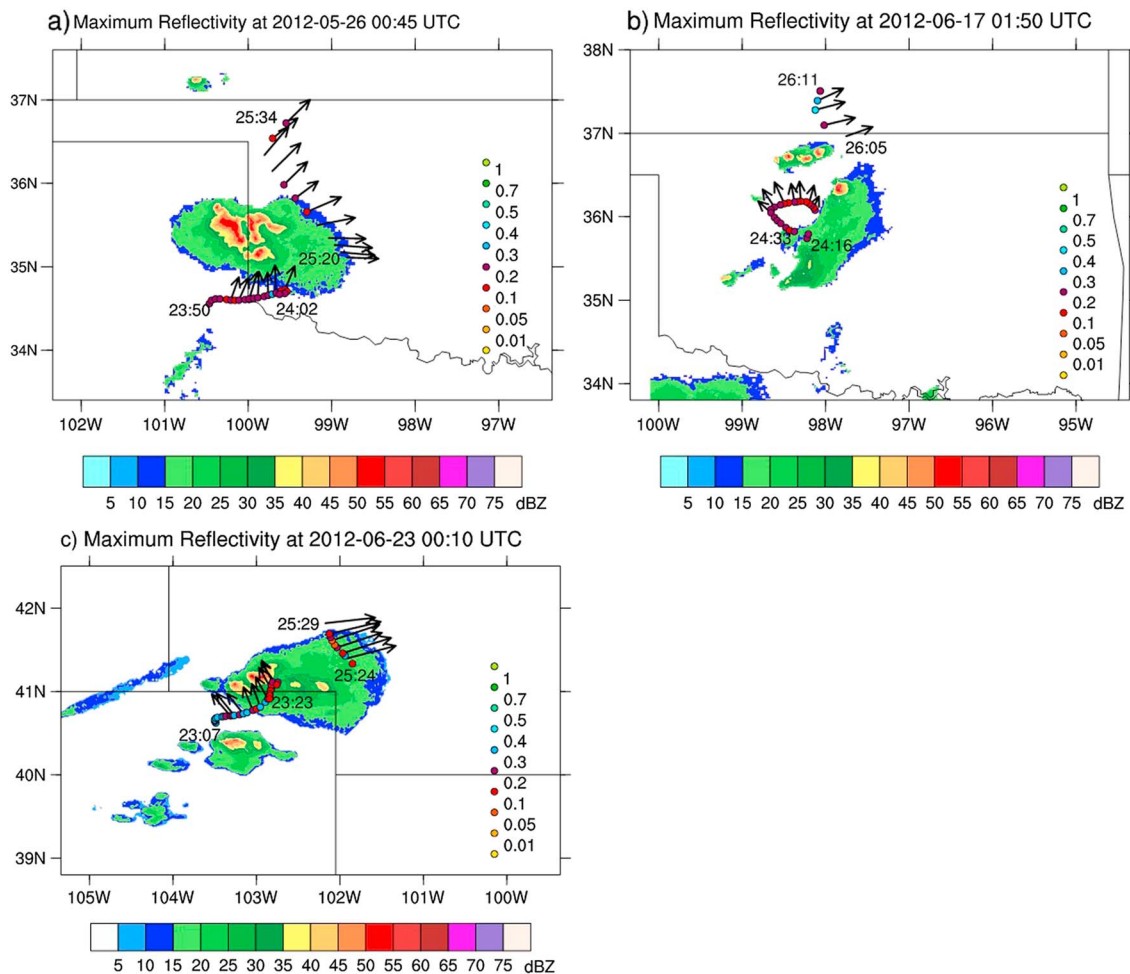 a) Maximum Reflectivity at 2012-05-26 00:45 UTC
37N
36N
35N
34N
25:34
25:20
23:50
24:02
1
0.7
0.5
0.4
0.3
0.2
0.1
0.05
0.01
102W 101W 100W 99W 98W 97W
5 10 15 20 25 30 35 40 45 50 55 60 65 70 75 dBZ
b) Maximum Reflectivity at 2012-06-17 01:50 UTC
38N
37N
36N
35N
34N
26:11
26:05
24:33
24:16
1
0.7
0.5
0.4
0.3
0.2
0.1
0.05
0.01
100W 99W 98W 97W 96W 95W
5 10 15 20 25 30 35 40 45 50 55 60 65 70 75 dBZ
c) Maximum Reflectivity at 2012-06-23 00:10 UTC
42N
41N
40N
39N
25:29
25:24
23:23
23:07
1
0.7
0.5
0.4
0.3
0.2
0.1
0.05
0.01
105W 104W 103W 102W 101W 100W
5 10 15 20 25 30 35 40 45 50 55 60 65 70 75 dBZ